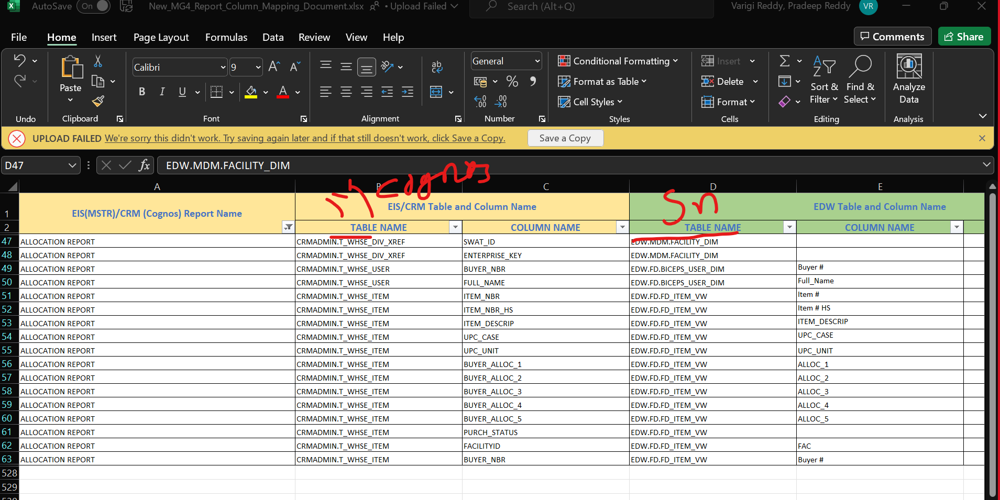 AutoSave On New_MG4_Report_Column_Mapping_Document.xlsx • Upload Failed Search (Alt+Q) Varigi Reddy, Pradeep Reddy VR
File Home Insert Page Layout Formulas Data Review View Help Comments Share
Paste Calibri 9 A A ab General Conditional Formatting Insert Sort & Filter Find & Select Analyze Data
B I U A % Format as Table Delete
Cell Styles Format
Undo Clipboard Font Alignment Number Styles Cells Editing Analysis
UPLOAD FAILED We're sorry this didn't work. Try saving again later and if that still doesn't work, click Save a Copy. Save a Copy
D47 fx EDW.MDM.FACILITY_DIM
cognos
A B C D E
Sn
1 EIS(MSTR)/CRM (Cognos) Report Name EIS/CRM Table and Column Name EDW Table and Column Name
2 TABLE NAME COLUMN NAME TABLE NAME COLUMN NAME
47 ALLOCATION REPORT CRMADMIN.T_WHSE_DIV_XREF SWAT_ID EDW.MDM.FACILITY_DIM
48 ALLOCATION REPORT CRMADMIN.T_WHSE_DIV_XREF ENTERPRISE_KEY EDW.MDM.FACILITY_DIM
49 ALLOCATION REPORT CRMADMIN.T_WHSE_USER BUYER_NBR EDW.FD.BICEPS_USER_DIM Buyer #
50 ALLOCATION REPORT CRMADMIN.T_WHSE_USER FULL_NAME EDW.FD.BICEPS_USER_DIM Full_Name
51 ALLOCATION REPORT CRMADMIN.T_WHSE_ITEM ITEM_NBR EDW.FD.FD_ITEM_VW Item #
52 ALLOCATION REPORT CRMADMIN.T_WHSE_ITEM ITEM_NBR_HS EDW.FD.FD_ITEM_VW Item # HS
53 ALLOCATION REPORT CRMADMIN.T_WHSE_ITEM ITEM_DESCRIP EDW.FD.FD_ITEM_VW ITEM_DESCRIP
54 ALLOCATION REPORT CRMADMIN.T_WHSE_ITEM UPC_CASE EDW.FD.FD_ITEM_VW UPC_CASE
55 ALLOCATION REPORT CRMADMIN.T_WHSE_ITEM UPC_UNIT EDW.FD.FD_ITEM_VW UPC_UNIT
56 ALLOCATION REPORT CRMADMIN.T_WHSE_ITEM BUYER_ALLOC_1 EDW.FD.FD_ITEM_VW ALLOC_1
57 ALLOCATION REPORT CRMADMIN.T_WHSE_ITEM BUYER_ALLOC_2 EDW.FD.FD_ITEM_VW ALLOC_2
58 ALLOCATION REPORT CRMADMIN.T_WHSE_ITEM BUYER_ALLOC_3 EDW.FD.FD_ITEM_VW ALLOC_3
59 ALLOCATION REPORT CRMADMIN.T_WHSE_ITEM BUYER_ALLOC_4 EDW.FD.FD_ITEM_VW ALLOC_4
60 ALLOCATION REPORT CRMADMIN.T_WHSE_ITEM BUYER_ALLOC_5 EDW.FD.FD_ITEM_VW ALLOC_5
61 ALLOCATION REPORT CRMADMIN.T_WHSE_ITEM PURCH_STATUS EDW.FD.FD_ITEM_VW
62 ALLOCATION REPORT CRMADMIN.T_WHSE_ITEM FACILITYID EDW.FD.FD_ITEM_VW FAC
63 ALLOCATION REPORT CRMADMIN.T_WHSE_ITEM BUYER_NBR EDW.FD.FD_ITEM_VW Buyer #
528
529